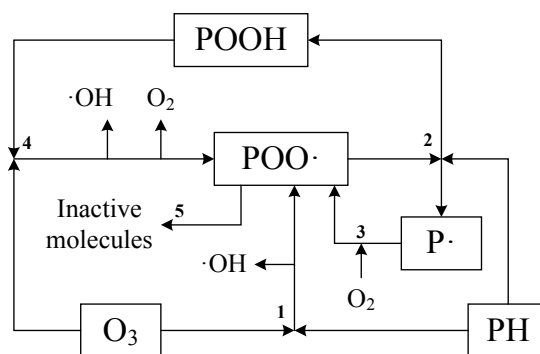 POOH
·OH
O₂
4
2
POO·
Inactive
molecules
5
3
P·
·OH
O₂
1
O₃
PH